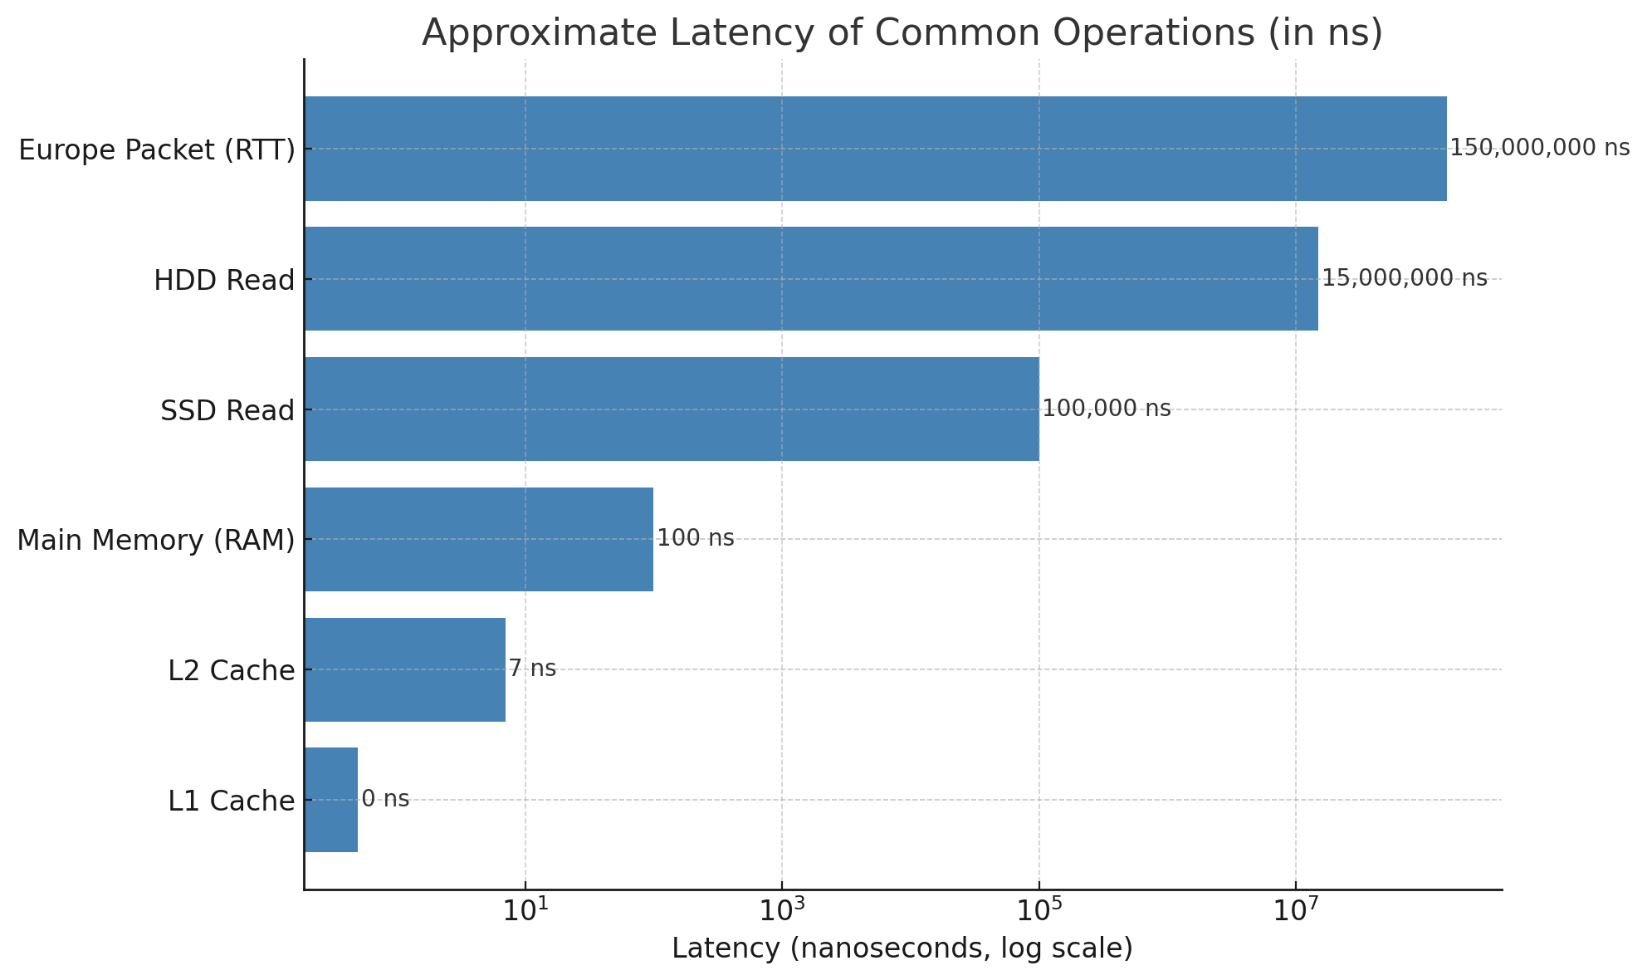 Approximate Latency of Common Operations (in ns)
Europe Packet (RTT)
150,000,000 ns
HDD Read
15,000,000 ns
SSD Read
100,000 ns
Main Memory (RAM)
100 ns
L2 Cache
7 ns
L1 Cache
0 ns
10¹ 10³ 10⁵ 10⁷
Latency (nanoseconds, log scale)